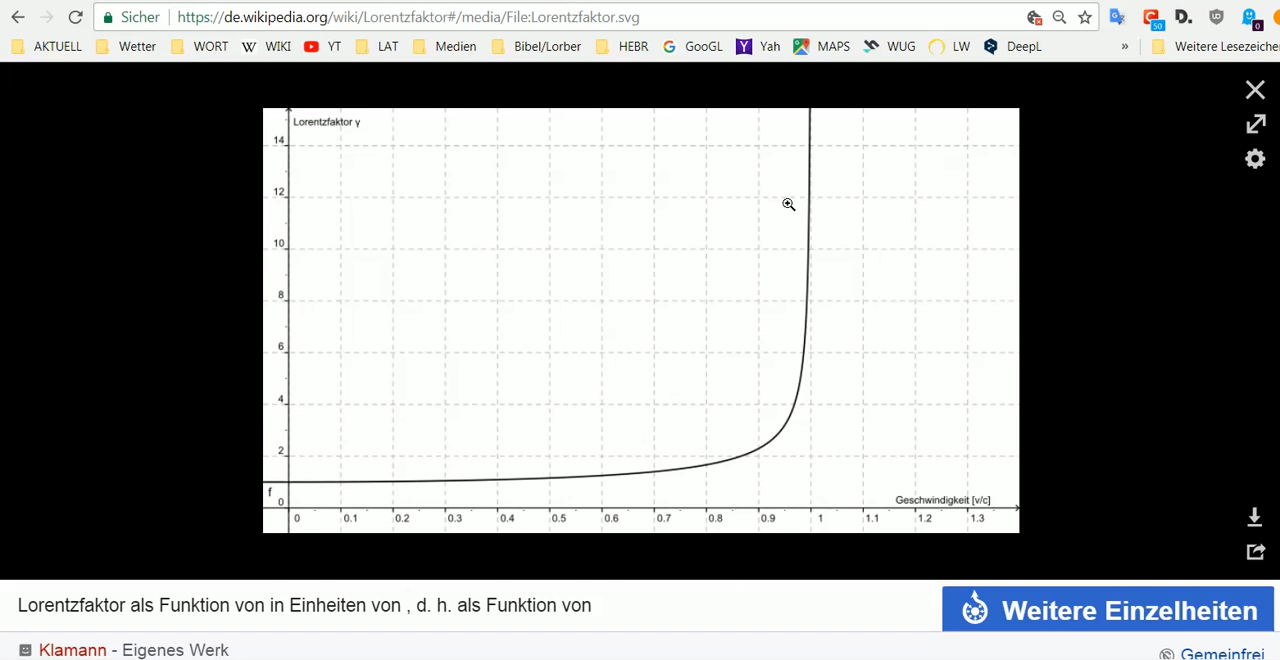 Sicher https://de.wikipedia.org/wiki/Lorentzfaktor#/media/File:Lorentzfaktor.svg
AKTUELL Wetter WORT WIKI YT LAT Medien Bibel/Lorber HEBR GooGL Yah MAPS WUG LW DeepL » Weitere Lesezeiche
Lorentzfaktor γ
14
12
10
8
6
4
2
f
0
Geschwindigkeit [v/c]
0 0.1 0.2 0.3 0.4 0.5 0.6 0.7 0.8 0.9 1 1.1 1.2 1.3
Lorentzfaktor als Funktion von in Einheiten von , d. h. als Funktion von
Weitere Einzelheiten
Klamann - Eigenes Werk
Gemeinfrei